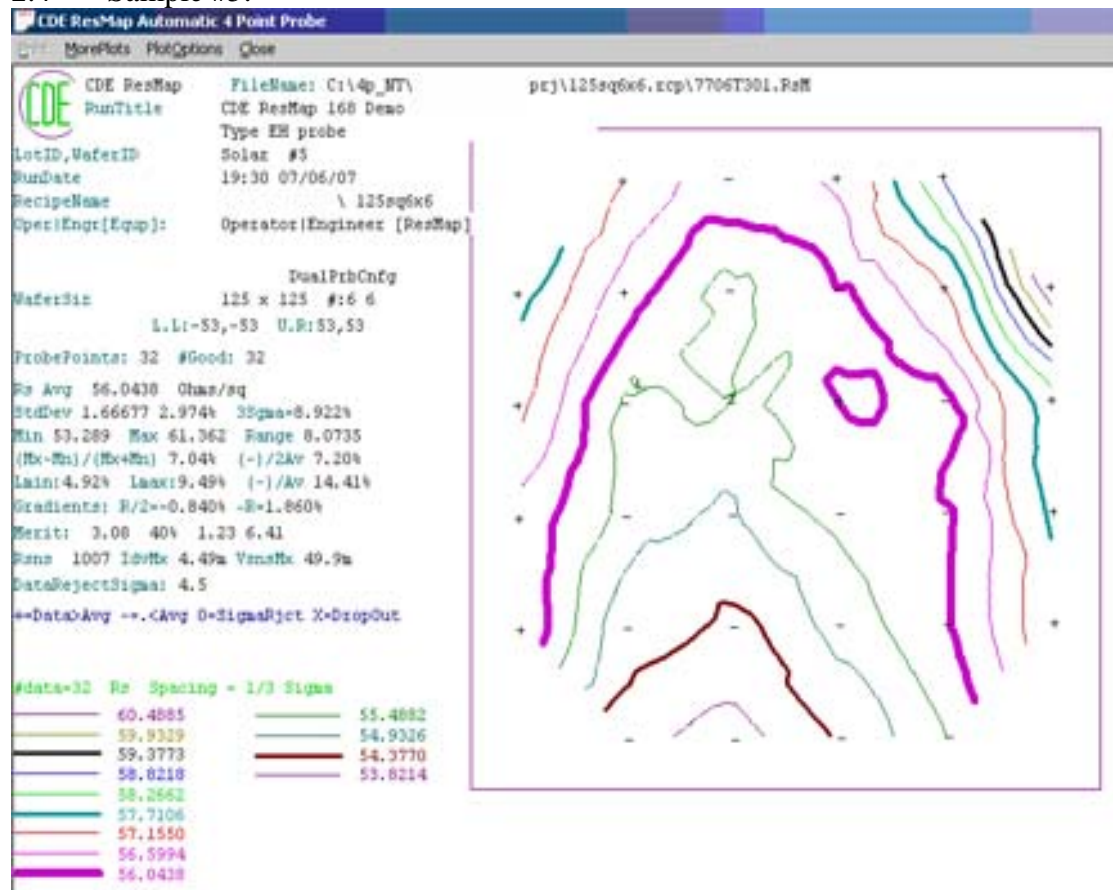 CDE ResMap Automatic 4 Point Probe
MorePlots PlotOptions Close
CDE
CDE ResMap FileName: C:\4p_NT\ prj\125sq6x6.rcp\7706T301.RsM
RunTitle CDE ResMap 168 Demo
Type EH probe
LotID,WaferID Solar #5
RunDate 19:30 07/06/07
RecipeName \ 125sq6x6
Oper|Engr[Equp]: Operator|Engineer [ResMap]
DualPrbCnfg
WaferSiz 125 x 125 #:6 6
L.L:-53,-53 U.R:53,53
ProbePoints: 32 #Good: 32
Rs Avg 56.0438 Ohms/sq
StdDev 1.66677 2.974% 3Sgma=8.922%
Min 53.289 Max 61.362 Range 8.0735
(Mx-Mn)/(Mx+Mn) 7.04% (-)/2Av 7.20%
Lmin:4.92% Lmax:9.49% (-)/Av 14.41%
Gradients: R/2=-0.840% -R=1.860%
Merit: 3.08 40% 1.23 6.41
Rsns 1007 IdvMx 4.49m VsnsMx 49.9m
DataRejectSigma: 4.5
+=Data>Avg -=.<Avg O=SigmaRjct X=DropOut
#data=32 Rs Spacing = 1/3 Sigma
60.4885 55.4882
59.9329 54.9326
59.3773 54.3770
58.8218 53.8214
58.2662
57.7106
57.1550
56.5994
56.0438